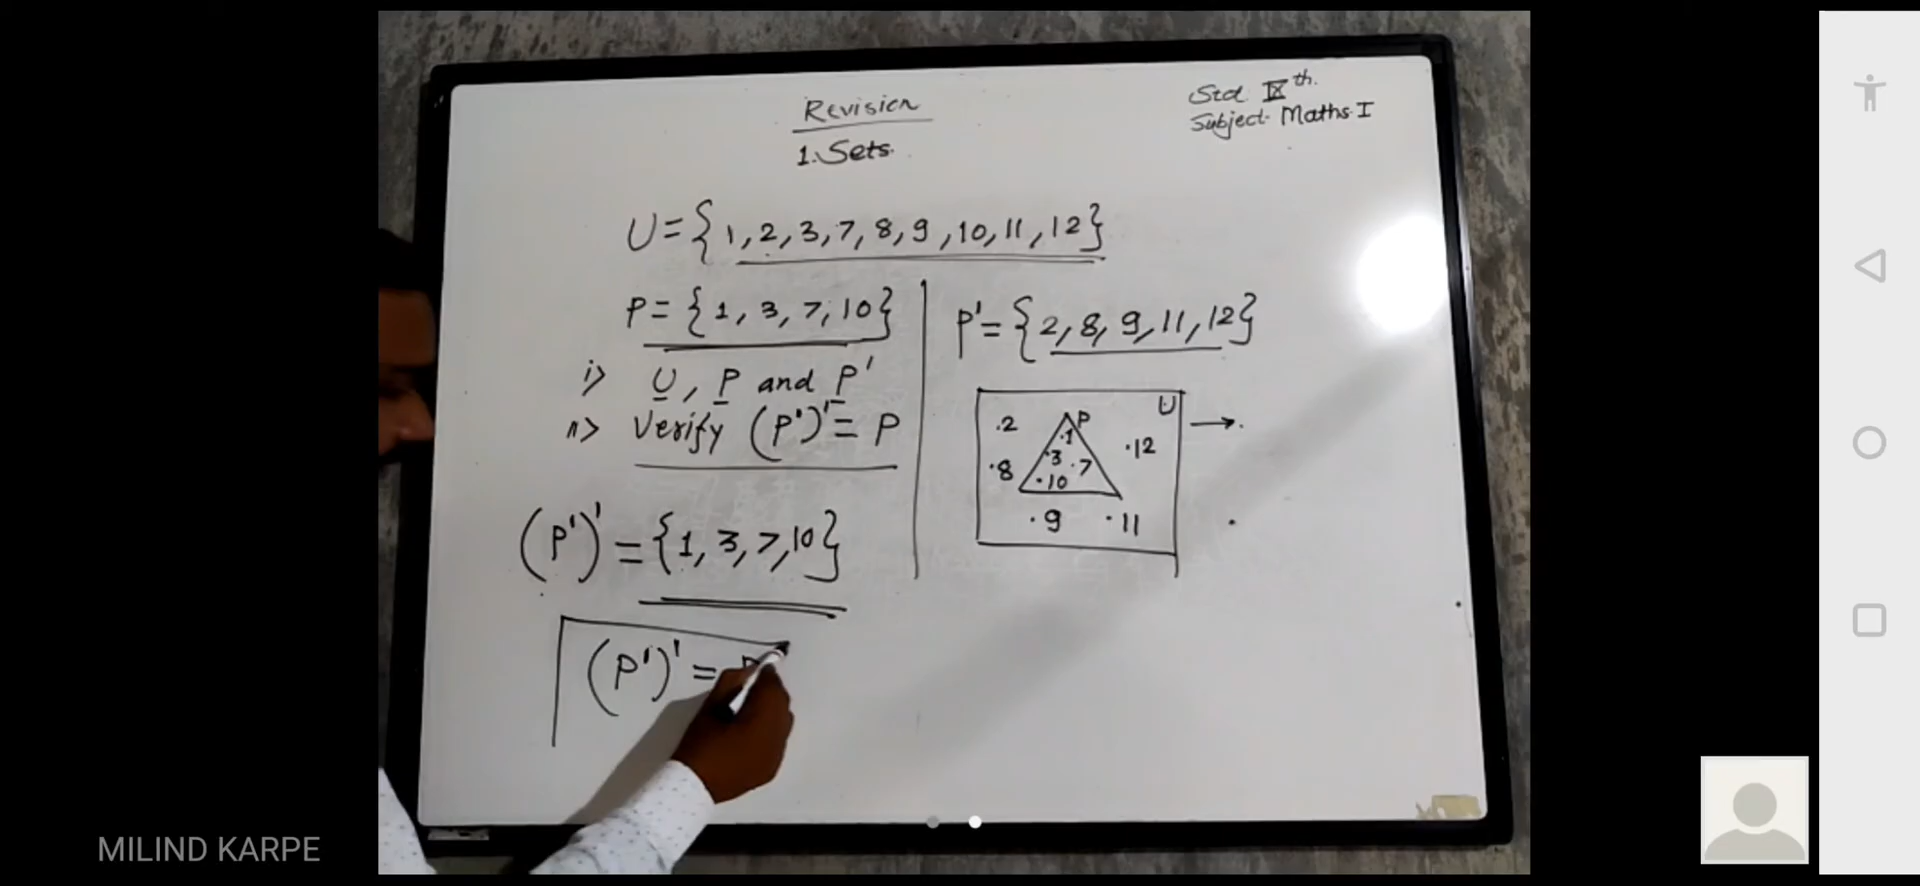 Revision
1. Sets.
Std IXth.
Subject- Maths-I
U = { 1, 2, 3, 7, 8, 9, 10, 11, 12}
P = { 1, 3, 7, 10}
i> U, P and P'
ii> Verify (P')' = P
(P')' = {1, 3, 7, 10}
(P')' = P
P' = { 2, 8, 9, 11, 12}
U
.2
P
.1
.12
.3 .7
.8
.10
.9 .11
MILIND KARPE